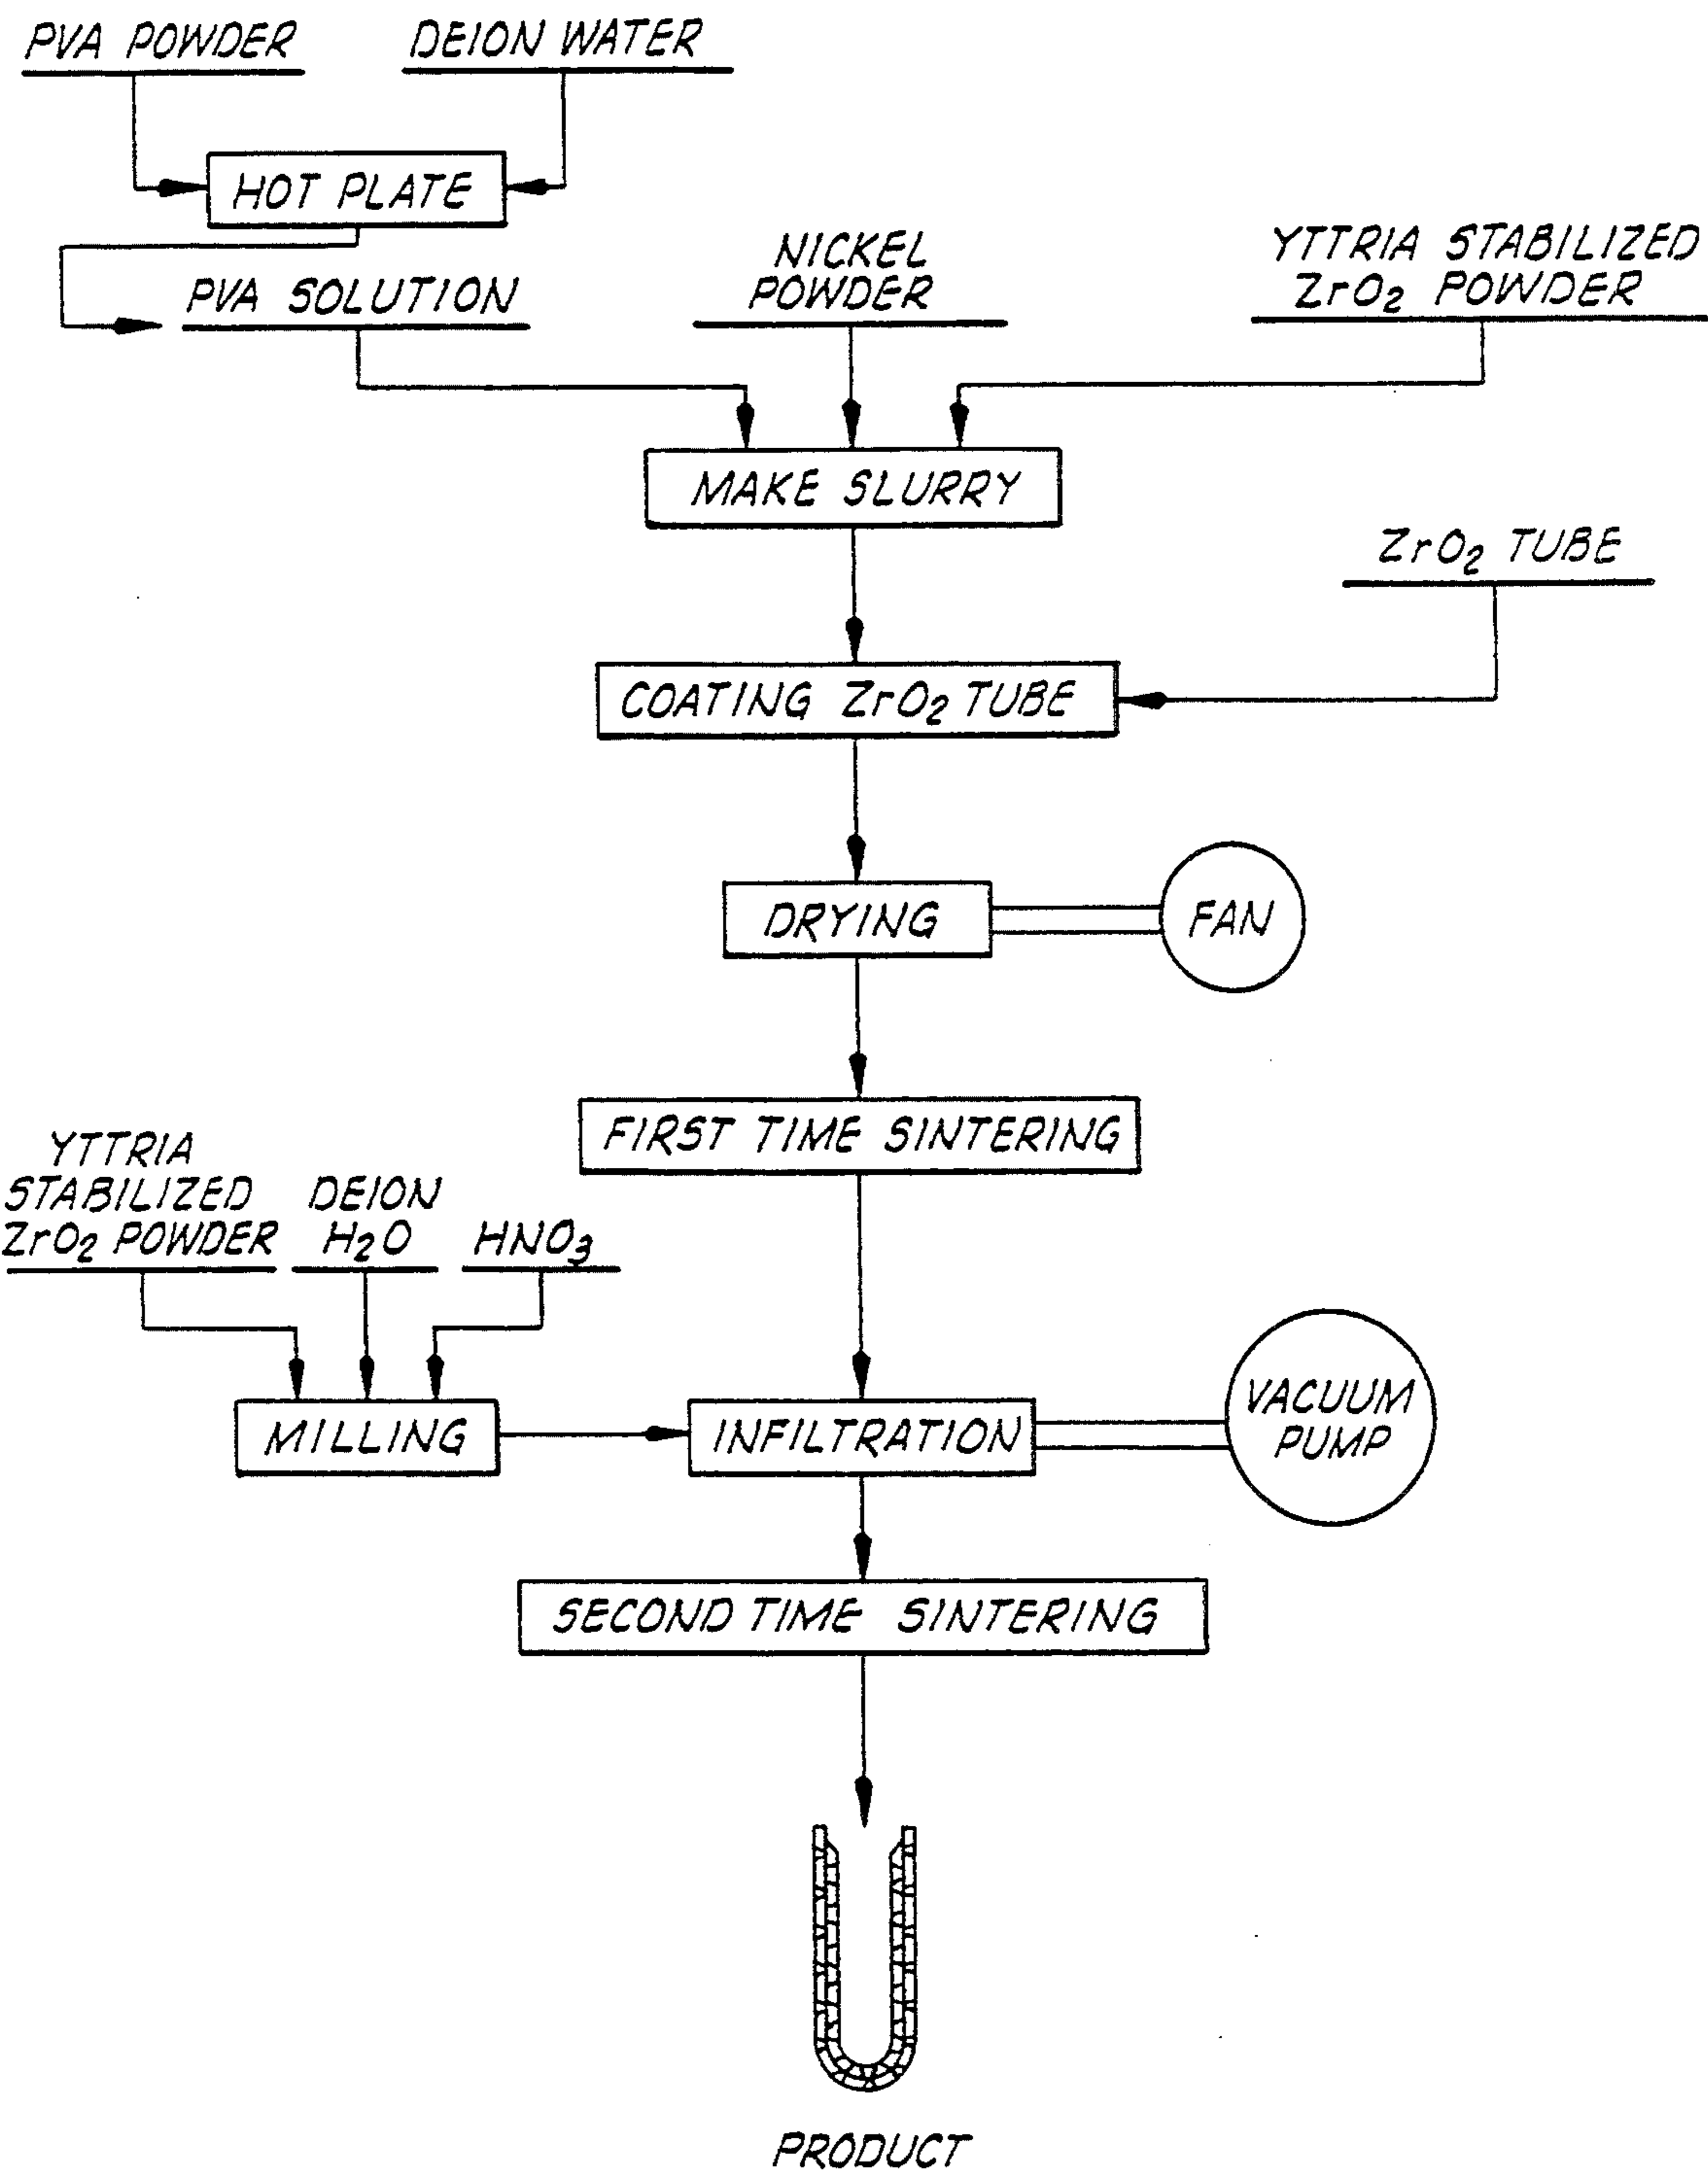 PVA POWDER
DEION WATER
HOT PLATE
PVA SOLUTION
NICKEL
POWDER
YTTRIA STABILIZED
ZrO2 POWDER
MAKE SLURRY
ZrO2 TUBE
COATING ZrO2 TUBE
DRYING
FAN
FIRST TIME SINTERING
YTTRIA
STABILIZED
ZrO2 POWDER
DEION
H2O
HNO3
MILLING
INFILTRATION
VACUUM
PUMP
SECOND TIME SINTERING
PRODUCT